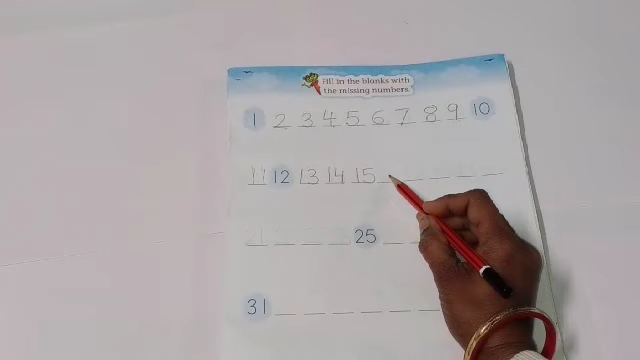 Fill in the blanks with
the missing numbers.
1 2 3 4 5 6 7 8 9 10
11 12 13 14 15
21 25
31